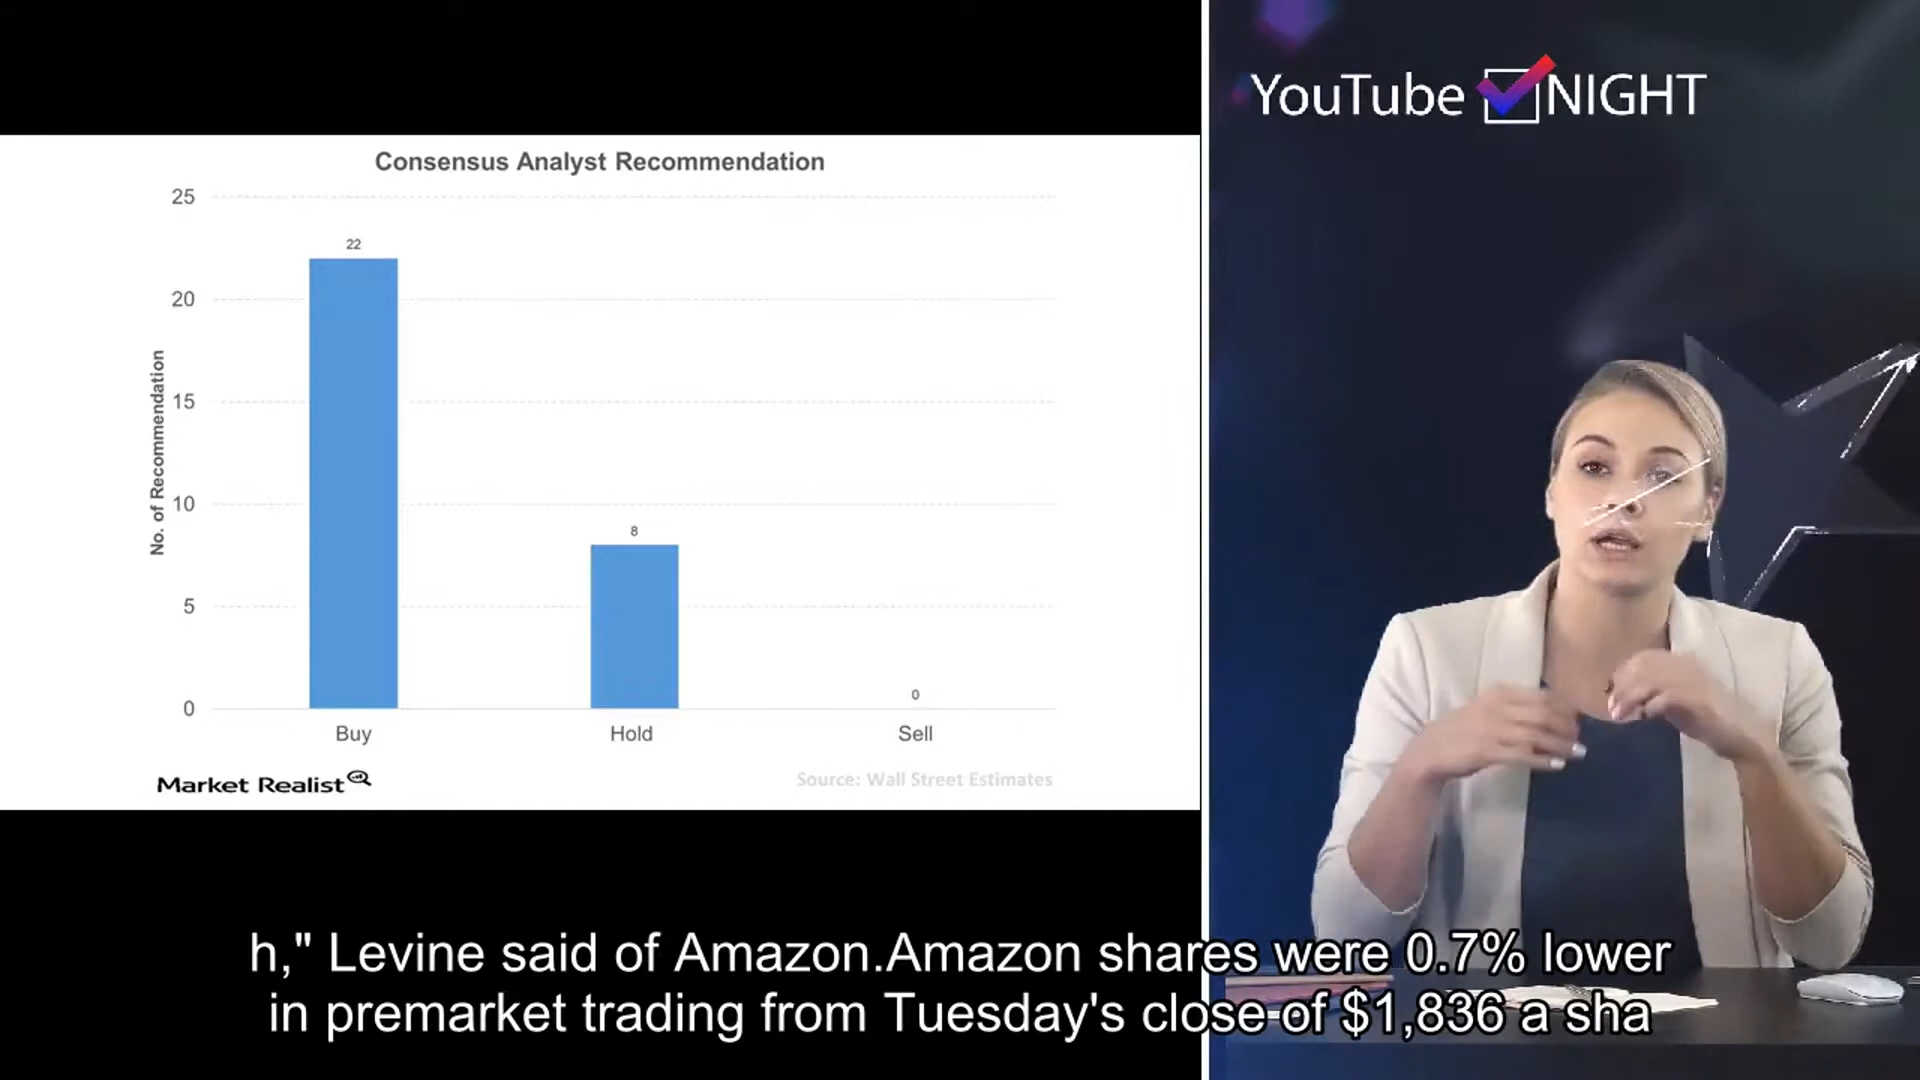 YouTube NIGHT
Consensus Analyst Recommendation
No. of Recommendation
25
20
15
10
5
0
22
8
0
Buy
Hold
Sell
Market Realist
Source: Wall Street Estimates
h," Levine said of Amazon.Amazon shares were 0.7% lower
in premarket trading from Tuesday's close of $1,836 a sha